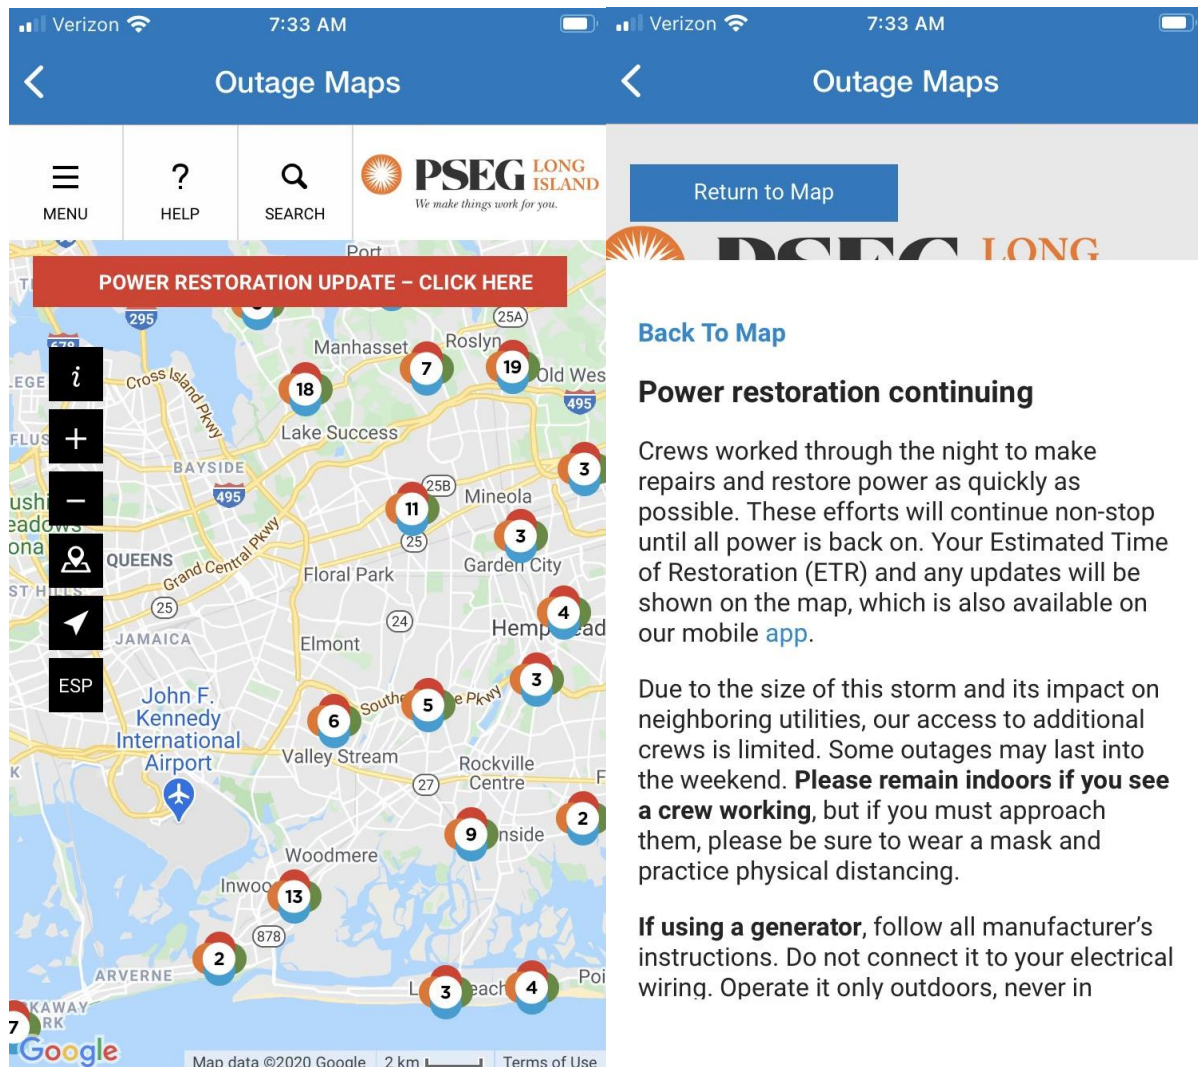 Verizon
7:33 AM
Outage Maps
MENU
?
HELP
SEARCH
PSEG LONG ISLAND
We make things work for you.
Port
POWER RESTORATION UPDATE – CLICK HERE
295
25A
678
Manhasset
Roslyn
7
19
i
Cross Island Pkwy
18
Old Wes
495
+
Lake Success
BAYSIDE
3
−
495
25B
Mineola
11
3
25
QUEENS
Grand Central Pkwy
Floral Park
Garden City
25
24
4
JAMAICA
Elmont
ESP
John F.
Kennedy
International
Airport
3
5
6
Valley Stream
Rockville
Centre
27
2
9
nside
Woodmere
Inwoo
13
878
2
ARVERNE
3
each
4
Poi
KAWAY
RK
7
Google
Map data ©2020 Google
2 km
Terms of Use
Verizon
7:33 AM
Outage Maps
Return to Map
PSEG LONG
Back To Map
Power restoration continuing
Crews worked through the night to make
repairs and restore power as quickly as
possible. These efforts will continue non-stop
until all power is back on. Your Estimated Time
of Restoration (ETR) and any updates will be
shown on the map, which is also available on
our mobile app.
Due to the size of this storm and its impact on
neighboring utilities, our access to additional
crews is limited. Some outages may last into
the weekend. Please remain indoors if you see
a crew working, but if you must approach
them, please be sure to wear a mask and
practice physical distancing.
If using a generator, follow all manufacturer’s
instructions. Do not connect it to your electrical
wiring. Operate it only outdoors, never in